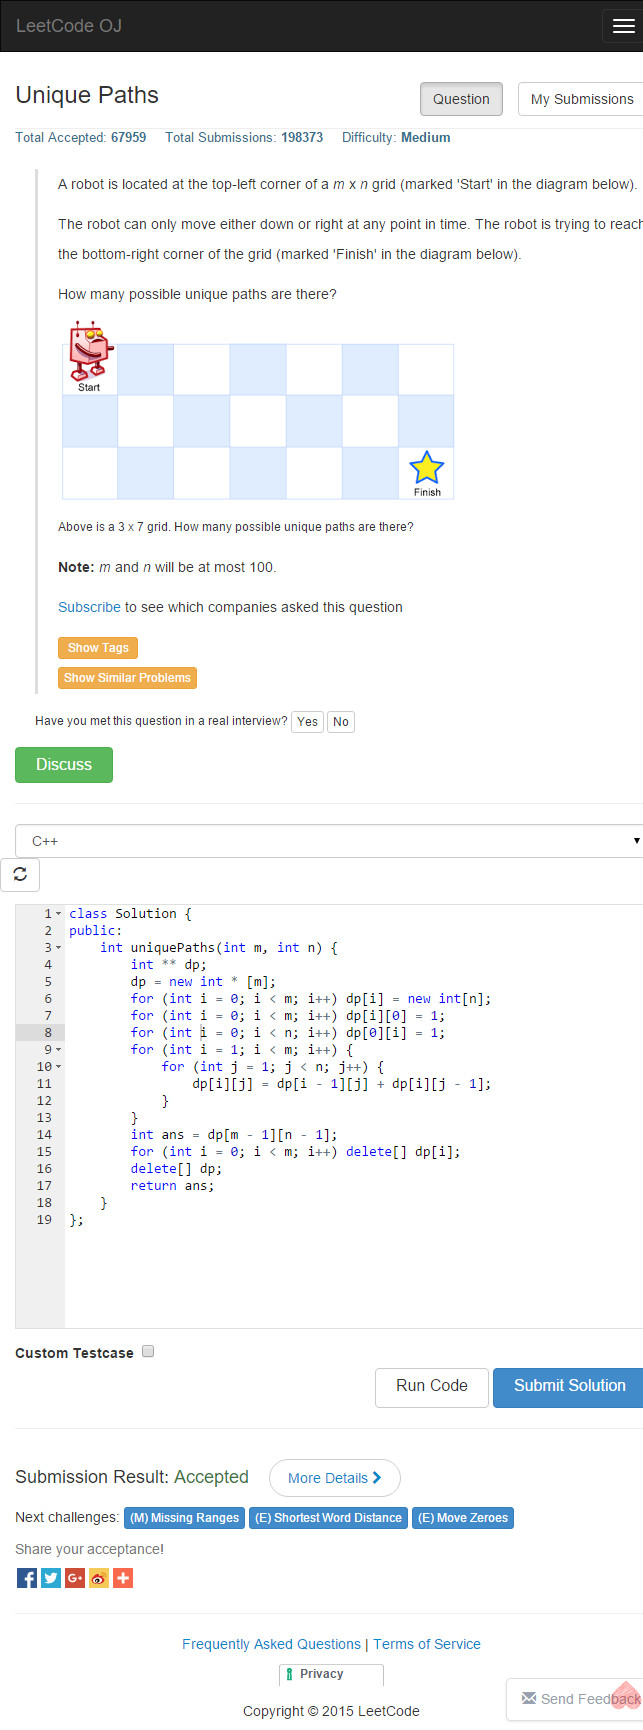 LeetCode OJ
Unique Paths
Question
My Submissions
Total Accepted: 67959 Total Submissions: 198373 Difficulty: Medium
A robot is located at the top-left corner of a m x n grid (marked 'Start' in the diagram below).
The robot can only move either down or right at any point in time. The robot is trying to reach
the bottom-right corner of the grid (marked 'Finish' in the diagram below).
How many possible unique paths are there?
Start
Finish
Above is a 3 x 7 grid. How many possible unique paths are there?
Note: m and n will be at most 100.
Subscribe to see which companies asked this question
Show Tags
Show Similar Problems
Have you met this question in a real interview? Yes No
Discuss
C++
1 class Solution {
2 public:
3     int uniquePaths(int m, int n) {
4         int ** dp;
5         dp = new int * [m];
6         for (int i = 0; i < m; i++) dp[i] = new int[n];
7         for (int i = 0; i < m; i++) dp[i][0] = 1;
8         for (int i = 0; i < n; i++) dp[0][i] = 1;
9         for (int i = 1; i < m; i++) {
10             for (int j = 1; j < n; j++) {
11                 dp[i][j] = dp[i - 1][j] + dp[i][j - 1];
12             }
13         }
14         int ans = dp[m - 1][n - 1];
15         for (int i = 0; i < m; i++) delete[] dp[i];
16         delete[] dp;
17         return ans;
18     }
19 };
Custom Testcase
Run Code
Submit Solution
Submission Result: Accepted
More Details
Next challenges: (M) Missing Ranges (E) Shortest Word Distance (E) Move Zeroes
Share your acceptance!
Frequently Asked Questions | Terms of Service
Privacy
Copyright © 2015 LeetCode
Send Feedback